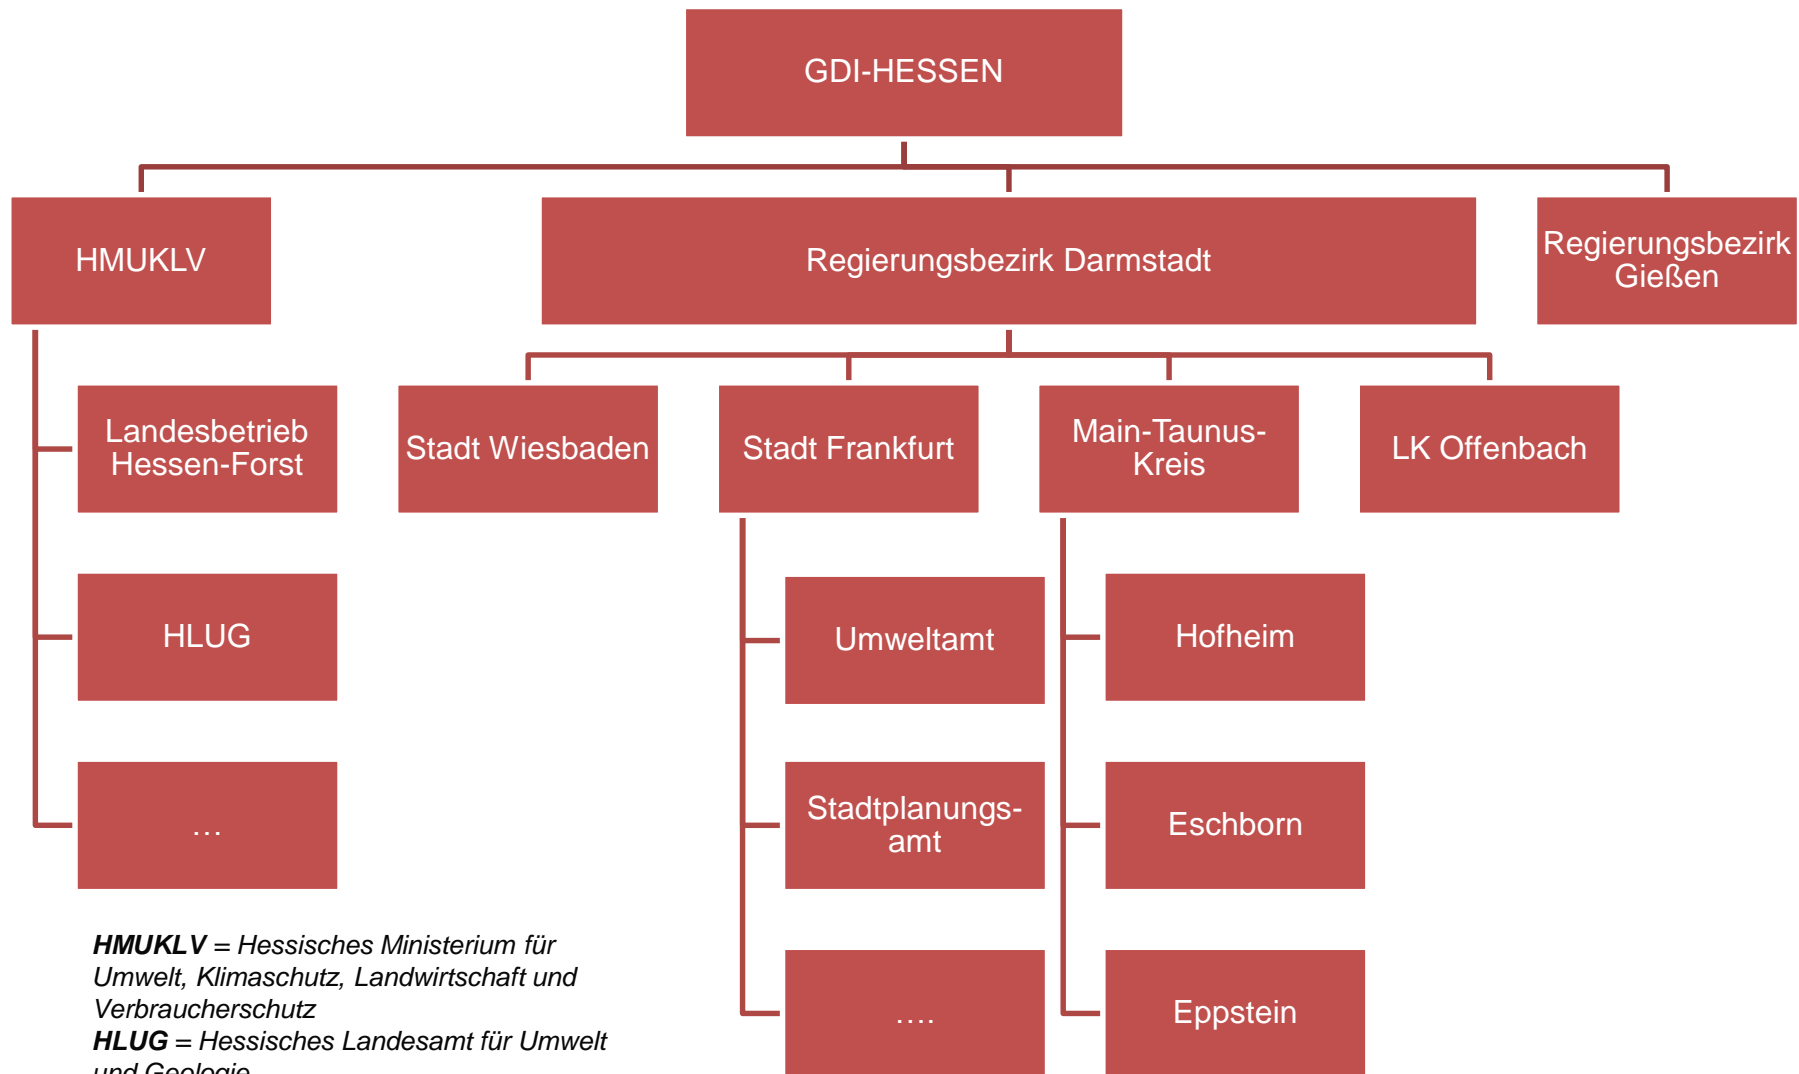 GDI-HESSEN
HMUKLV
Regierungsbezirk Darmstadt
Regierungsbezirk
Gießen
Landesbetrieb
Hessen-Forst
Stadt Wiesbaden
Stadt Frankfurt
Main-Taunus-
Kreis
LK Offenbach
HLUG
Umweltamt
Hofheim
…
Stadtplanungs-
amt
Eschborn
….
Eppstein
HMUKLV = Hessisches Ministerium für
Umwelt, Klimaschutz, Landwirtschaft und
Verbraucherschutz
HLUG = Hessisches Landesamt für Umwelt
und Geologie